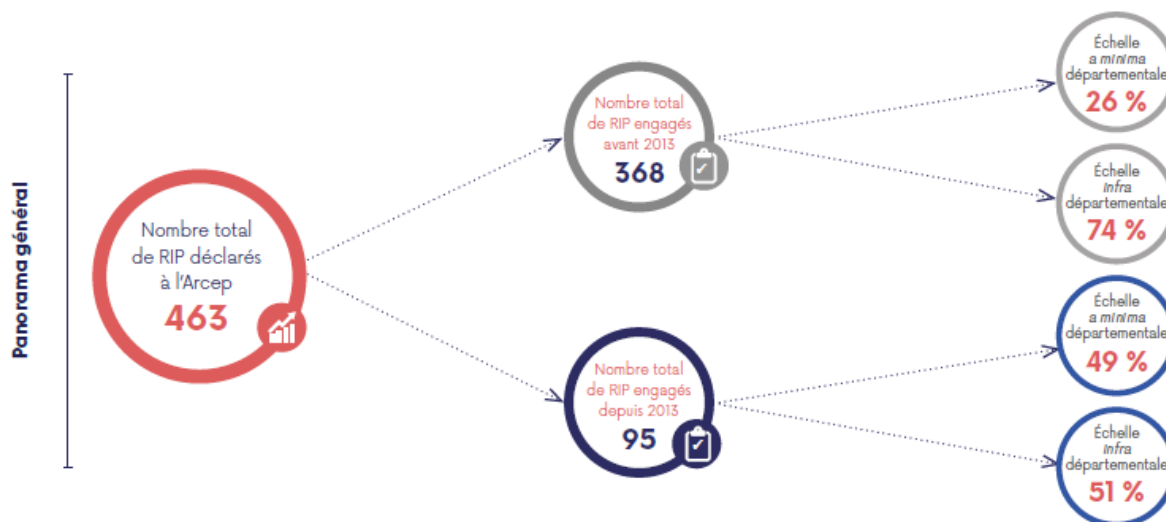 Panorama général
Nombre total
de RIP déclarés
à l'Arcep
463
Nombre total
de RIP engagés
avant 2013
368
Échelle
a minima
départementale
26 %
Échelle
infra
départementale
74 %
Nombre total
de RIP engagés
depuis 2013
95
Échelle
a minima
départementale
49 %
Échelle
infra
départementale
51 %